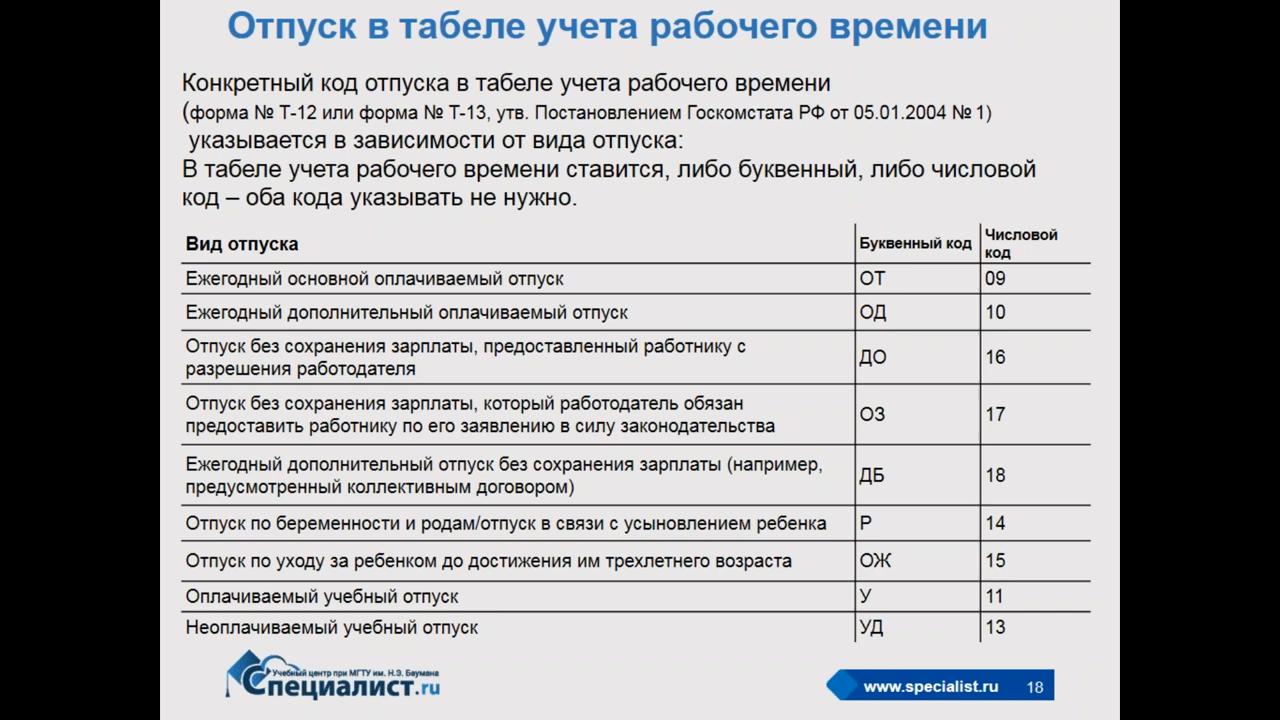 Отпуск в табеле учета рабочего времени
Конкретный код отпуска в табеле учета рабочего времени
(форма № Т-12 или форма № Т-13, утв. Постановлением Госкомстата РФ от 05.01.2004 № 1)
указывается в зависимости от вида отпуска:
В табеле учета рабочего времени ставится, либо буквенный, либо числовой
код – оба кода указывать не нужно.
Вид отпуска Буквенный код Числовой
код
Ежегодный основной оплачиваемый отпуск ОТ 09
Ежегодный дополнительный оплачиваемый отпуск ОД 10
Отпуск без сохранения зарплаты, предоставленный работнику с
разрешения работодателя ДО 16
Отпуск без сохранения зарплаты, который работодатель обязан
предоставить работнику по его заявлению в силу законодательства ОЗ 17
Ежегодный дополнительный отпуск без сохранения зарплаты (например,
предусмотренный коллективным договором) ДБ 18
Отпуск по беременности и родам/отпуск в связи с усыновлением ребенка Р 14
Отпуск по уходу за ребенком до достижения им трехлетнего возраста ОЖ 15
Оплачиваемый учебный отпуск У 11
Неоплачиваемый учебный отпуск УД 13
Учебный центр при МГТУ им. Н.Э. Баумана
Специалист.ru
www.specialist.ru 18